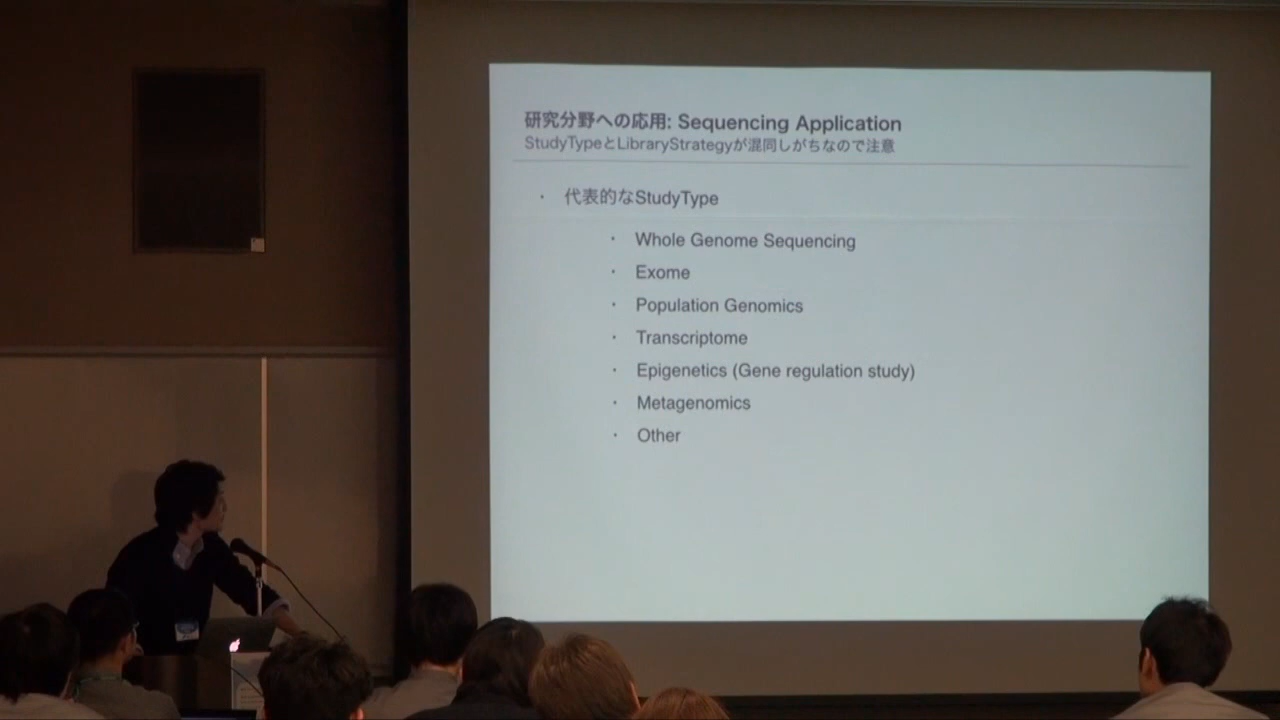 研究分野への応用: Sequencing Application
StudyTypeとLibraryStrategyが混同しがちなので注意
・ 代表的なStudyType
・ Whole Genome Sequencing
・ Exome
・ Population Genomics
・ Transcriptome
・ Epigenetics (Gene regulation study)
・ Metagenomics
・ Other